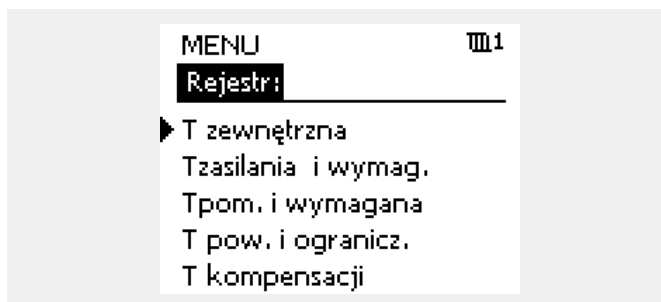 MENU 1
Rejestr:
T zewnętrzna
Tzasilania i wymag.
Tpom. i wymagana
T pow. i ogranicz.
T kompensacji